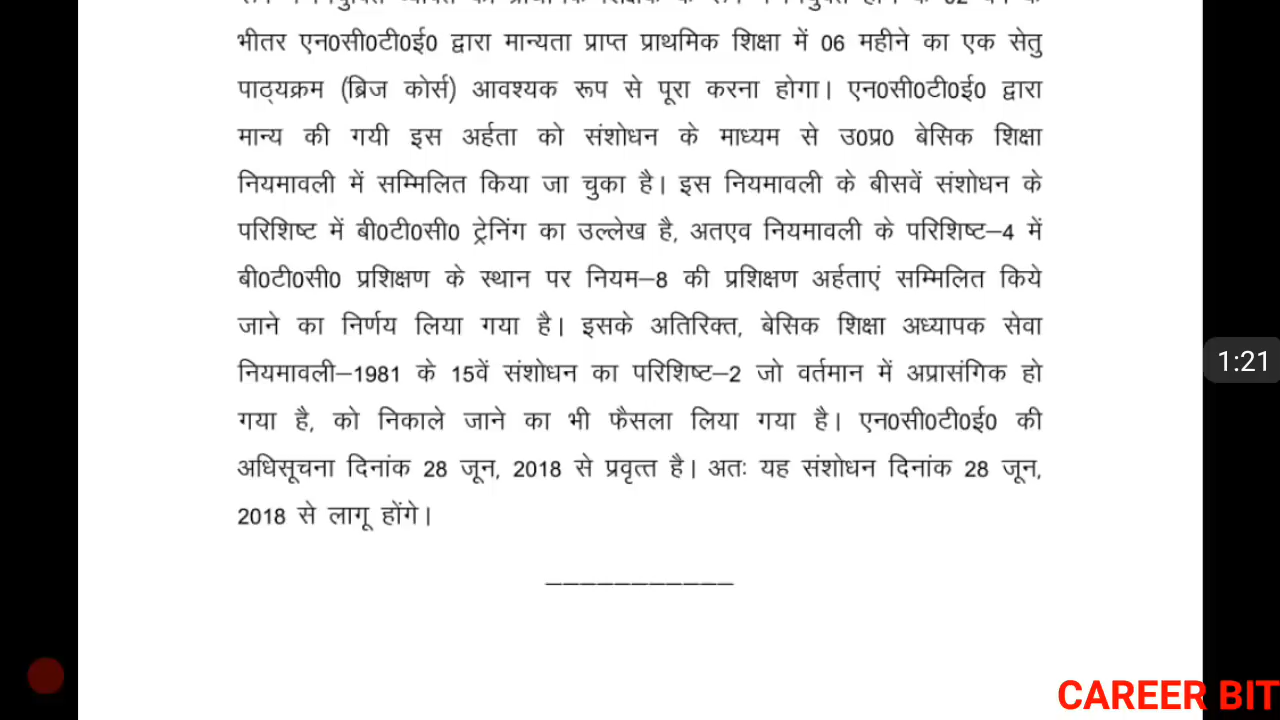 भीतर एन0सी0टी0ई0 द्वारा मान्यता प्राप्त प्राथमिक शिक्षा में 06 महीने का एक सेतु
पाठ्यक्रम (ब्रिज कोर्स) आवश्यक रूप से पूरा करना होगा। एन0सी0टी0ई0 द्वारा
मान्य की गयी इस अर्हता को संशोधन के माध्यम से उ0प्र0 बेसिक शिक्षा
नियमावली में सम्मिलित किया जा चुका है। इस नियमावली के बीसवें संशोधन के
परिशिष्ट में बी0टी0सी0 ट्रेनिंग का उल्लेख है, अतएव नियमावली के परिशिष्ट–4 में
बी0टी0सी0 प्रशिक्षण के स्थान पर नियम–8 की प्रशिक्षण अर्हताएं सम्मिलित किये
जाने का निर्णय लिया गया है। इसके अतिरिक्त, बेसिक शिक्षा अध्यापक सेवा
नियमावली–1981 के 15वें संशोधन का परिशिष्ट–2 जो वर्तमान में अप्रासंगिक हो
गया है, को निकाले जाने का भी फैसला लिया गया है। एन0सी0टी0ई0 की
अधिसूचना दिनांक 28 जून, 2018 से प्रवृत्त है। अतः यह संशोधन दिनांक 28 जून,
2018 से लागू होंगे।
–––––––––––
1:21
CAREER BIT